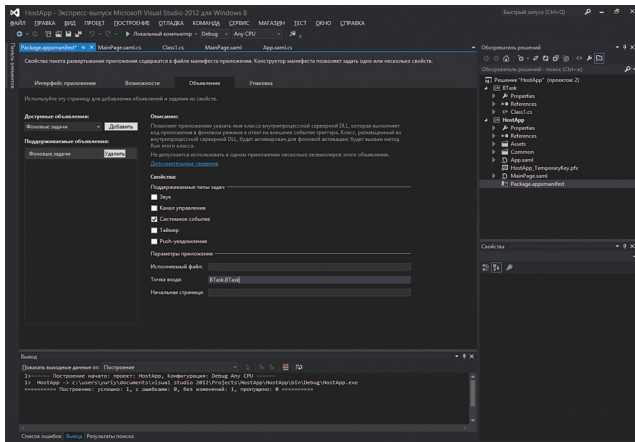 HostApp - Экспресс-выпуск Microsoft Visual Studio 2012 для Windows 8
Быстрый запуск (Ctrl+Q)
ФАЙЛ ПРАВКА ВИД ПРОЕКТ ПОСТРОЕНИЕ ОТЛАДКА КОМАНДА СЕРВИС МАГАЗИН ТЕСТ ОКНО СПРАВКА
Локальный компьютер Debug Any CPU
Панель элементов
Package.appxmanifest* MainPage.xaml.cs Class1.cs MainPage.xaml App.xaml.cs
Свойства пакета развертывания приложения содержатся в файле манифеста приложения. Конструктор манифеста позволяет задать одно или несколько свойств.
Интерфейс приложение Возможности Объявления Упаковка
Используйте эту страницу для добавления объявлений и задания их свойств.
Доступные объявления:
Фоновые задачи Добавить
Поддерживаемые объявления:
Фоновые задачи Удалить
Описание:
Позволяет приложению указать имя класса внутрипроцессной серверной DLL, которая выполняет
код приложения в фоновом режиме в ответ на внешнее событие триггера. Класс, размещенный во
внутрипроцессной серверной DLL, будет активирован для фоновой активации; будет вызван метод
Run этого класса.
Не допускается использовать в одном приложении несколько экземпляров этого объявления.
Дополнительные сведения
Свойства:
Поддерживаемые типы задач
Звук
Канал управления
Системное событие
Таймер
Push-уведомления
Параметры приложения
Исполняемый файл:
Точка входа: BTask.BTask
Начальная страница:
Обозреватель решений
Обозреватель решений - поиск (Ctrl+ж)
Решение "HostApp" (проектов: 2)
BTask
Properties
References
Class1.cs
HostApp
Properties
References
Assets
Common
App.xaml
HostApp_TemporaryKey.pfx
MainPage.xaml
Package.appxmanifest
Свойства
Вывод
Показать выходные данные от: Построение
1>------ Построение начато: проект: HostApp, Конфигурация: Debug Any CPU ------
1> HostApp -> c:\users\yuriy\documents\visual studio 2012\Projects\HostApp\HostApp\bin\Debug\HostApp.exe
========== Построение: успешно: 1, с ошибками: 0, без изменений: 1, пропущено: 0 ==========
Список ошибок Вывод Результаты поиска